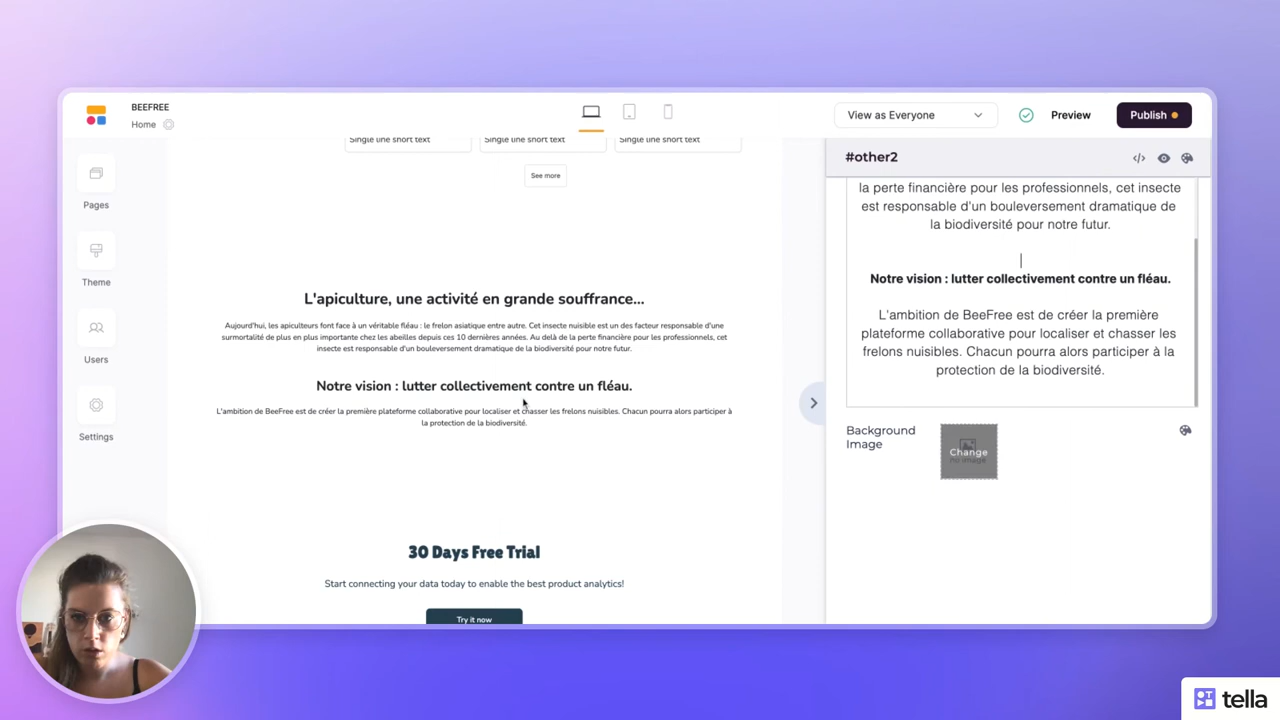 BEEFREE
Home
View as Everyone
Preview
Publish
Pages
Theme
Users
Settings
Single line short text
Single line short text
Single line short text
See more
L'apiculture, une activité en grande souffrance...
Aujourd'hui, les apiculteurs font face à un véritable fléau : le frelon asiatique entre autre. Cet insecte nuisible est un des facteur responsable d'une
surmortalité de plus en plus importante chez les abeilles depuis ces 10 dernières années. Au delà de la perte financière pour les professionnels, cet
insecte est responsable d'un bouleversement dramatique de la biodiversité pour notre futur.
Notre vision : lutter collectivement contre un fléau.
L'ambition de BeeFree est de créer la première plateforme collaborative pour localiser et chasser les frelons nuisibles. Chacun pourra alors participer à
la protection de la biodiversité.
30 Days Free Trial
Start connecting your data today to enable the best product analytics!
Try it now
#other2
la perte financière pour les professionnels, cet insecte
est responsable d'un bouleversement dramatique de
la biodiversité pour notre futur.
Notre vision : lutter collectivement contre un fléau.
L'ambition de BeeFree est de créer la première
plateforme collaborative pour localiser et chasser les
frelons nuisibles. Chacun pourra alors participer à la
protection de la biodiversité.
Background
Image
Change
no image
tella